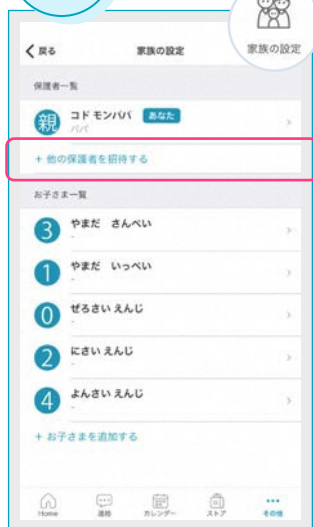 家族の設定
戻る
家族の設定
保護者一覧
親
コドモンパパ あなた
パパ
+ 他の保護者を招待する
お子さま一覧
3 やまだ さんぺい
-
1 やまだ いっぺい
-
0 ぜろさい えんじ
-
2 にさい えんじ
-
4 よんさい えんじ
-
+ お子さまを追加する
Home 連絡 カレンダー ストア その他